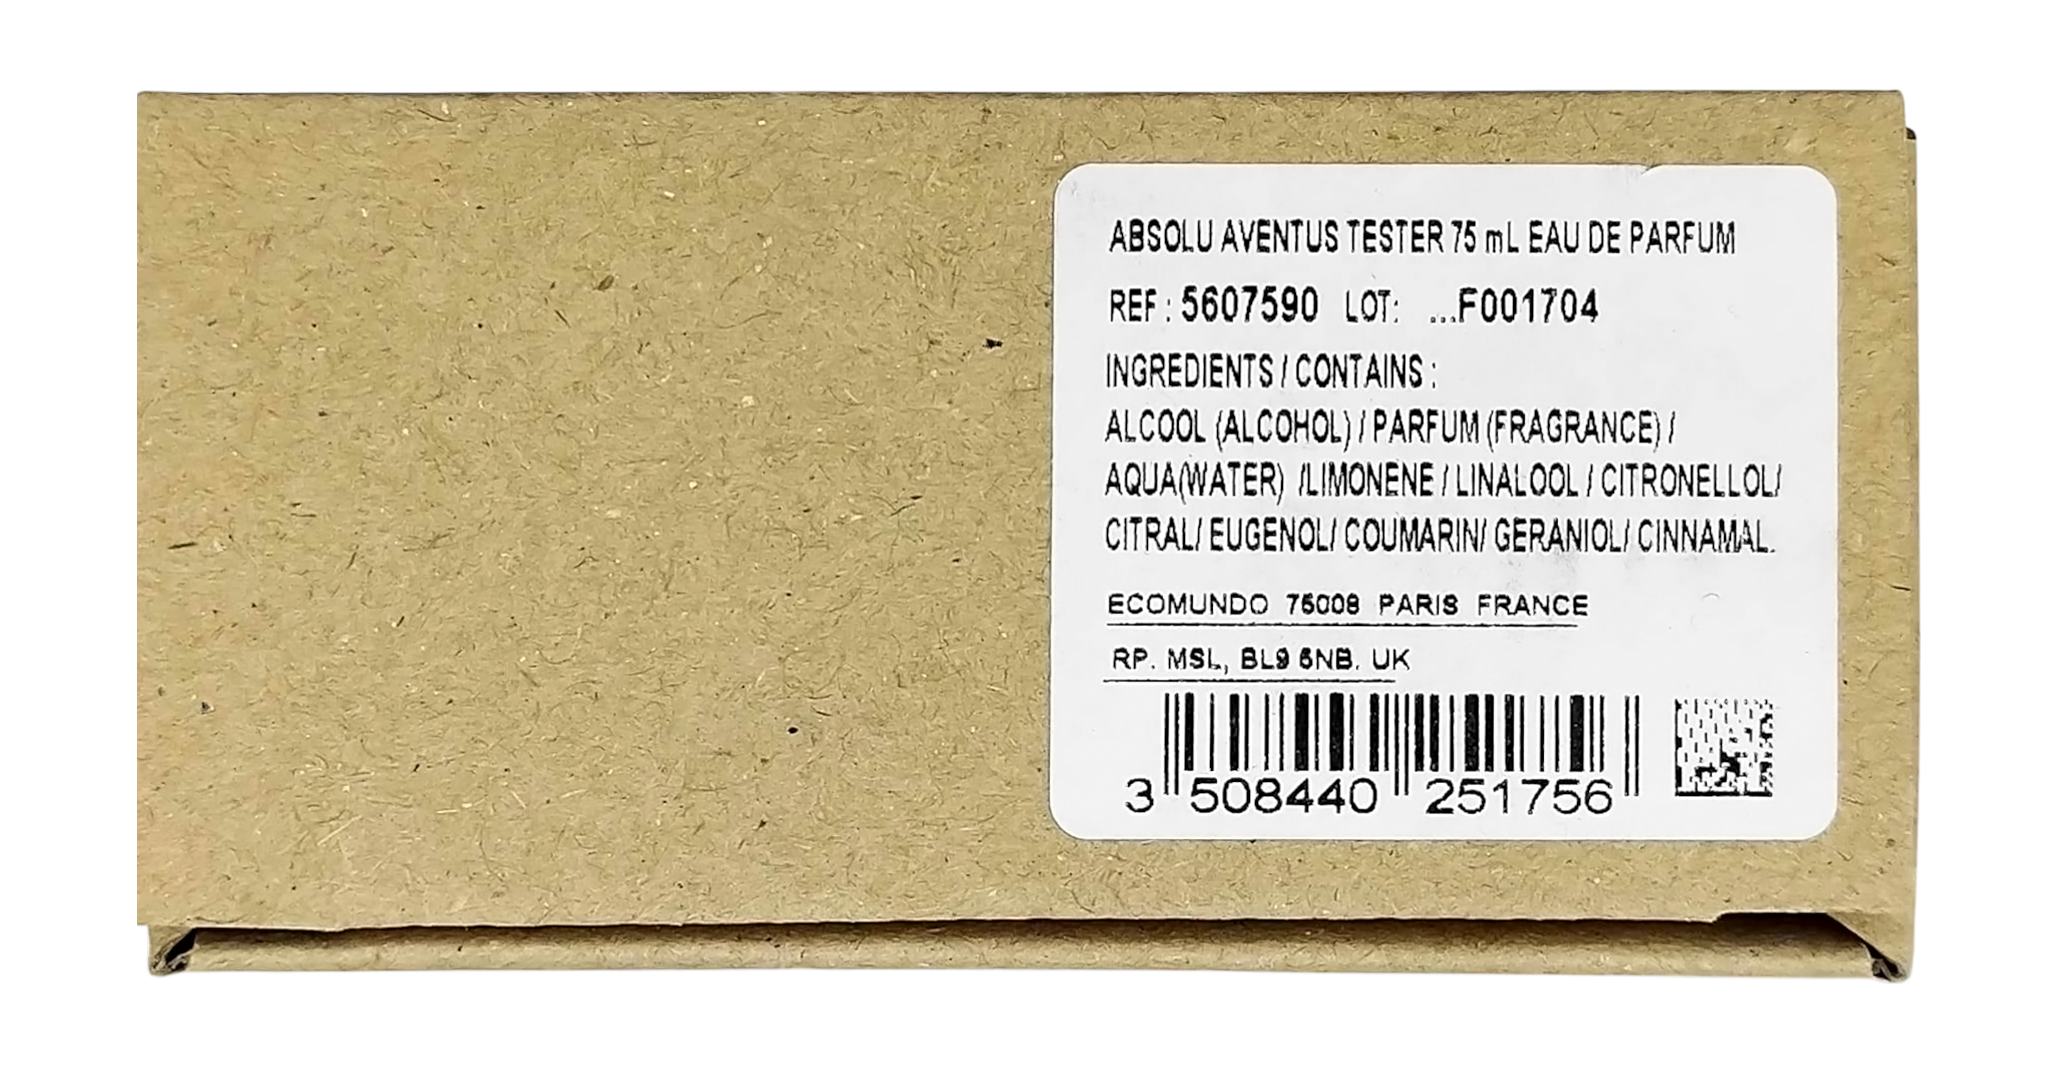 ABSOLU AVENTUS TESTER 75 mL EAU DE PARFUM
REF : 5607590 LOT: ...F001704
INGREDIENTS / CONTAINS :
ALCOOL (ALCOHOL) / PARFUM (FRAGRANCE) /
AQUA(WATER) /LIMONENE / LINALOOL / CITRONELLOL/
CITRAL/ EUGENOL/ COUMARIN/ GERANIOL/ CINNAMAL.
ECOMUNDO 75008 PARIS FRANCE
RP. MSL, BL9 5NB. UK
3 508440 251756